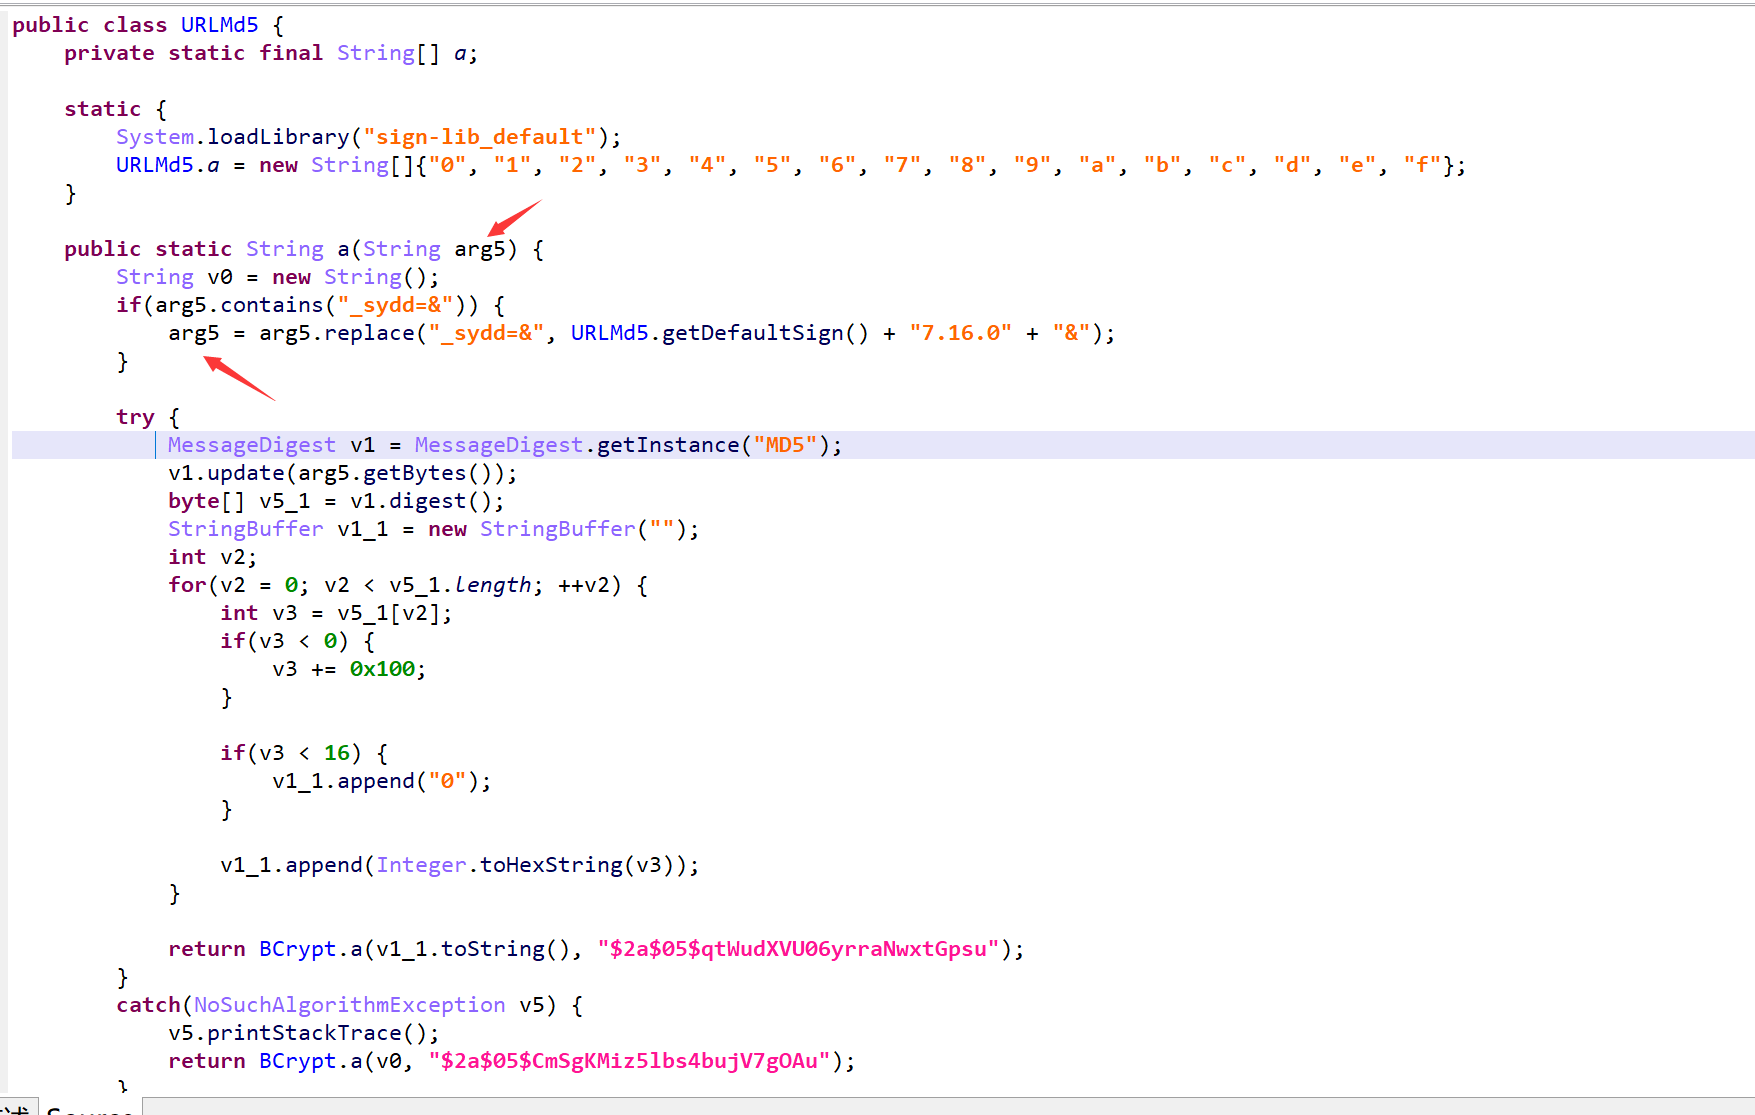 public class URLMd5 {
    private static final String[] a;

    static {
        System.loadLibrary("sign-lib_default");
        URLMd5.a = new String[]{"0", "1", "2", "3", "4", "5", "6", "7", "8", "9", "a", "b", "c", "d", "e", "f"};
    }

    public static String a(String arg5) {
        String v0 = new String();
        if(arg5.contains("_sydd=&")) {
            arg5 = arg5.replace("_sydd=&", URLMd5.getDefaultSign() + "7.16.0" + "&");
        }

        try {
            MessageDigest v1 = MessageDigest.getInstance("MD5");
            v1.update(arg5.getBytes());
            byte[] v5_1 = v1.digest();
            StringBuffer v1_1 = new StringBuffer("");
            int v2;
            for(v2 = 0; v2 < v5_1.length; ++v2) {
                int v3 = v5_1[v2];
                if(v3 < 0) {
                    v3 += 0x100;
                }

                if(v3 < 16) {
                    v1_1.append("0");
                }

                v1_1.append(Integer.toHexString(v3));
            }

            return BCrypt.a(v1_1.toString(), "$2a$05$qtWudXVU06yrraNwxtGpsu");
        }
        catch(NoSuchAlgorithmException v5) {
            v5.printStackTrace();
            return BCrypt.a(v0, "$2a$05$CmSgKMiz5lbs4bujV7gOAu");
        }
Source